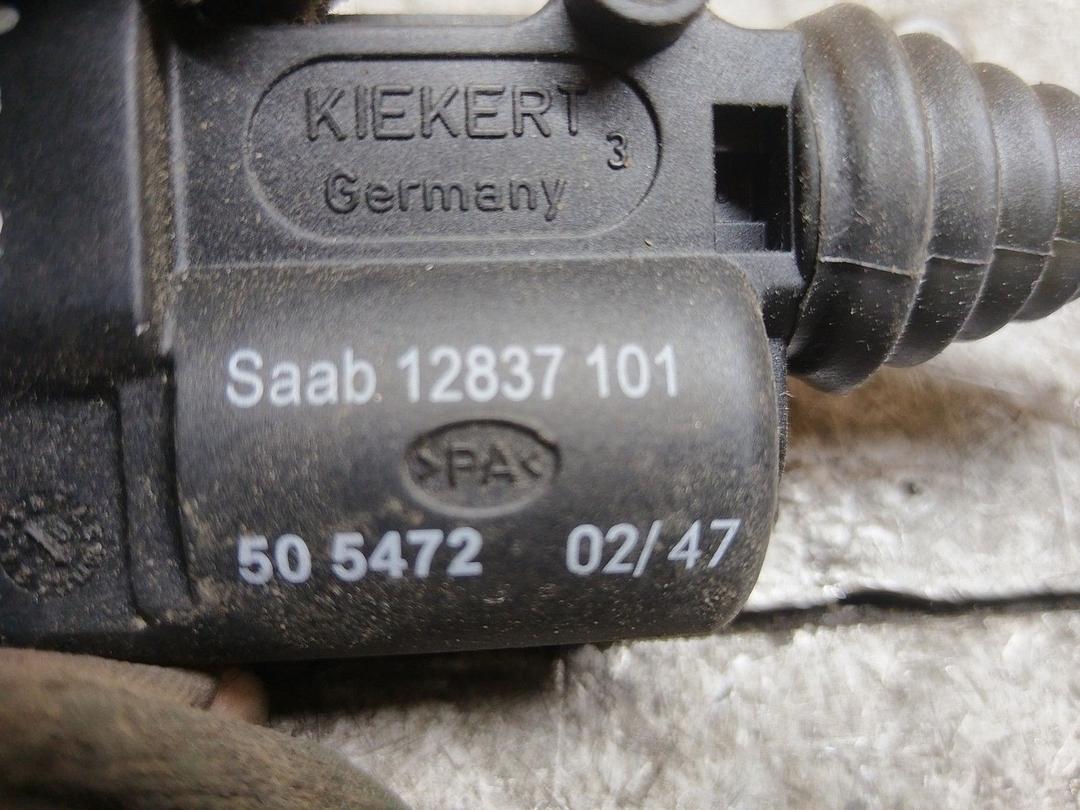 KIEKERT
3
Germany
Saab 12837 101
>PA<
50 5472 02/47